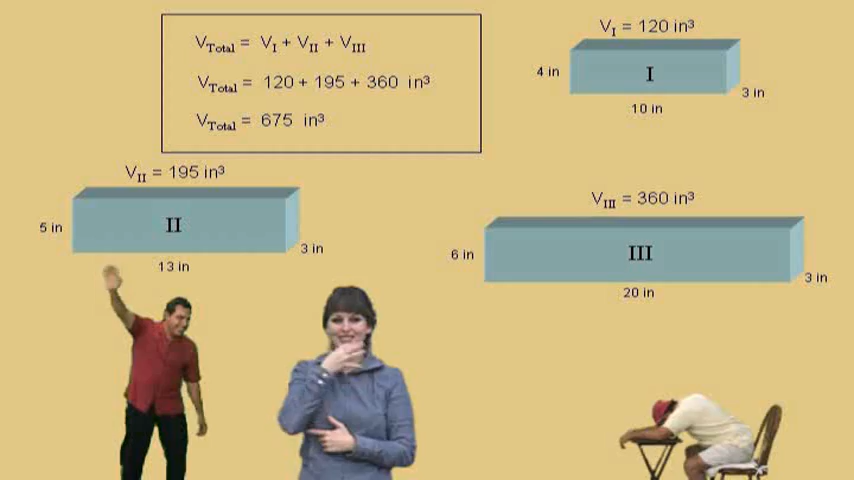 V_Total = V_I + V_II + V_III
V_Total = 120 + 195 + 360 in³
V_Total = 675 in³
V_I = 120 in³
4 in
I
3 in
10 in
V_II = 195 in³
5 in
II
3 in
13 in
V_III = 360 in³
6 in
III
3 in
20 in